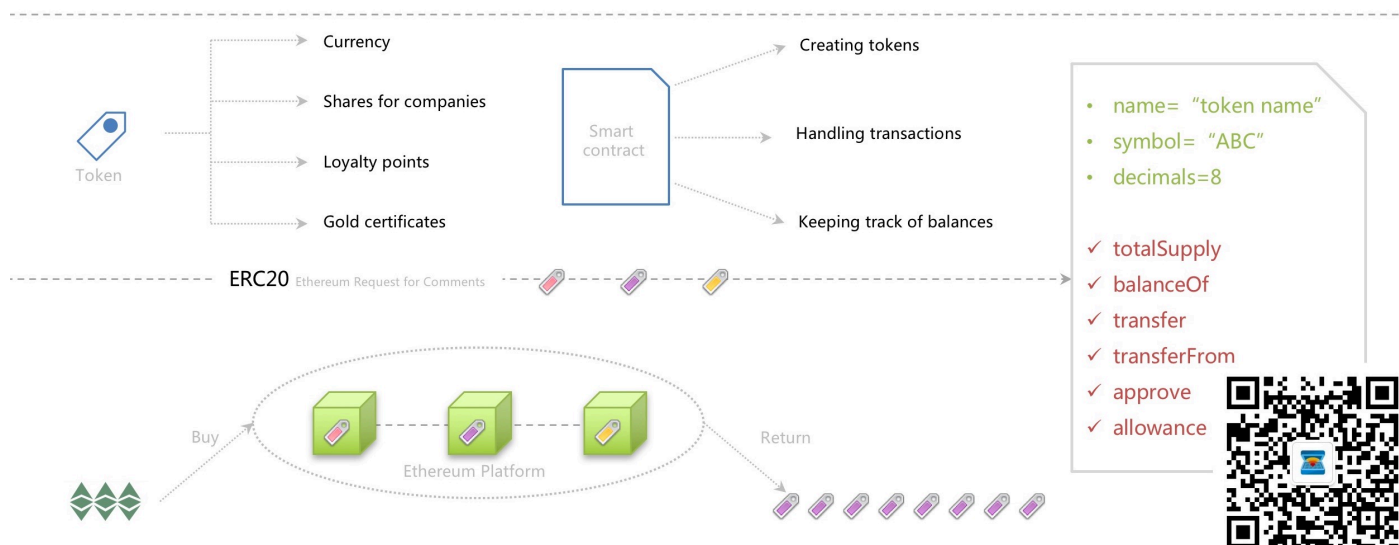 Token
Currency
Shares for companies
Loyalty points
Gold certificates
Smart
contract
Creating tokens
Handling transactions
Keeping track of balances
ERC20 Ethereum Request for Comments
• name= “token name”
• symbol= “ABC”
• decimals=8
✓ totalSupply
✓ balanceOf
✓ transfer
✓ transferFrom
✓ approve
✓ allowance
Buy
Ethereum Platform
Return